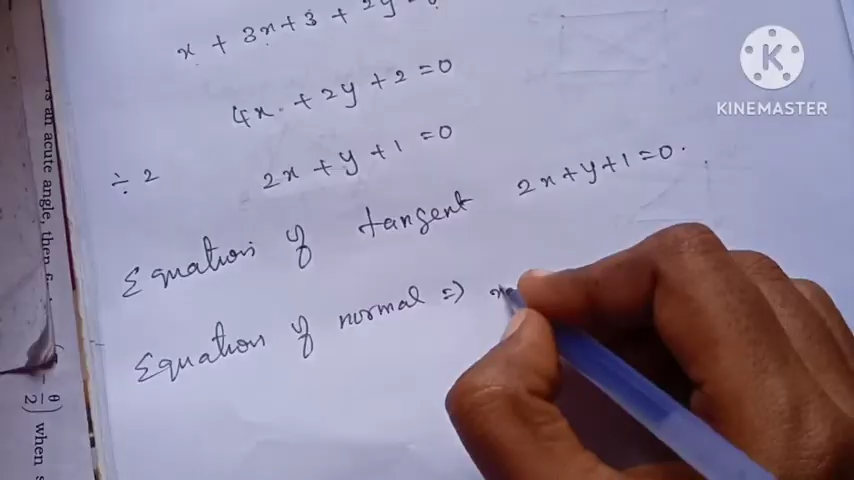 x + 3x + 3 + 2y
4x + 2y + 2 = 0
÷ 2 2x + y + 1 = 0
Equation of tangent 2x + y + 1 = 0.
Equation of normal ⇒ x
is an acute angle, then
θ/2) when
KINEMASTER